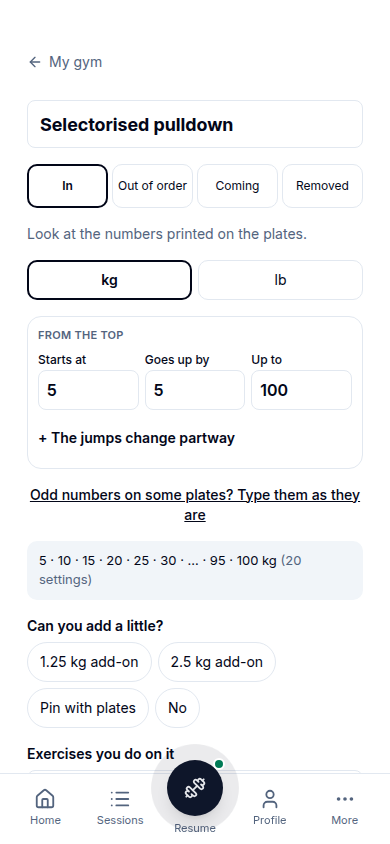 My gym
Selectorised pulldown
In
Out of order
Coming
Removed
Look at the numbers printed on the plates.
kg
lb
FROM THE TOP
Starts at
Goes up by
Up to
5
5
100
+ The jumps change partway
Odd numbers on some plates? Type them as they
are
5 · 10 · 15 · 20 · 25 · 30 · ... · 95 · 100 kg (20
settings)
Can you add a little?
1.25 kg add-on
2.5 kg add-on
Pin with plates
No
Exercises you do on it
Home
Sessions
Resume
Profile
More